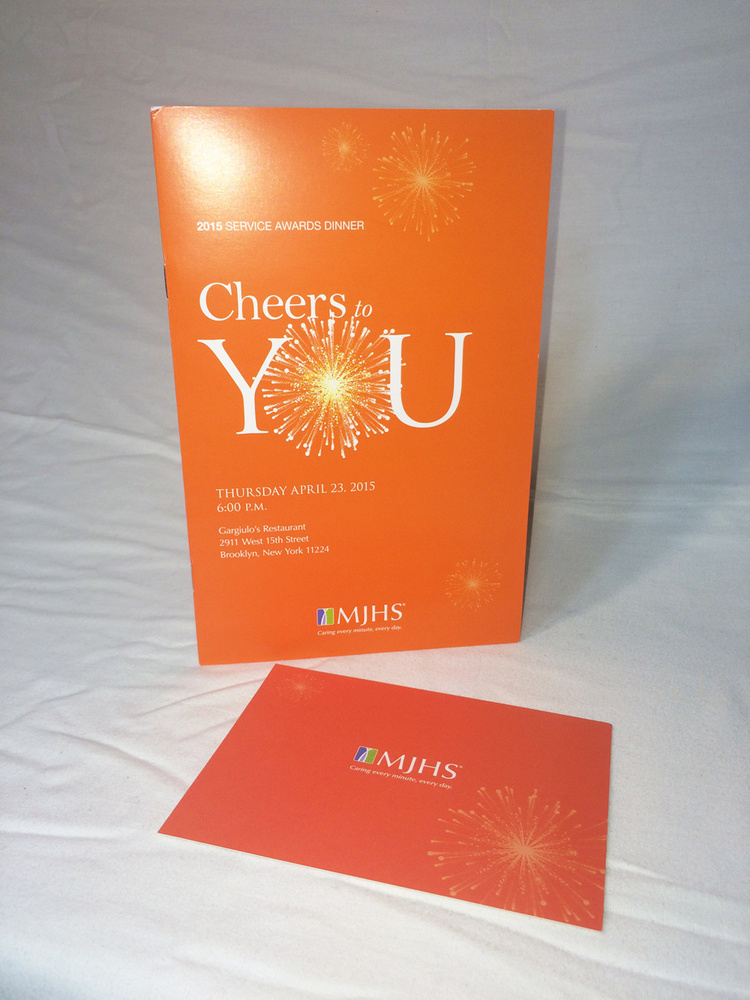 2015 SERVICE AWARDS DINNER
Cheers to
YOU
THURSDAY APRIL 23, 2015
6:00 P.M.
Gargiulo's Restaurant
2911 West 15th Street
Brooklyn, New York 11224
MJHS®
Caring every minute, every day.
MJHS®
Caring every minute, every day.